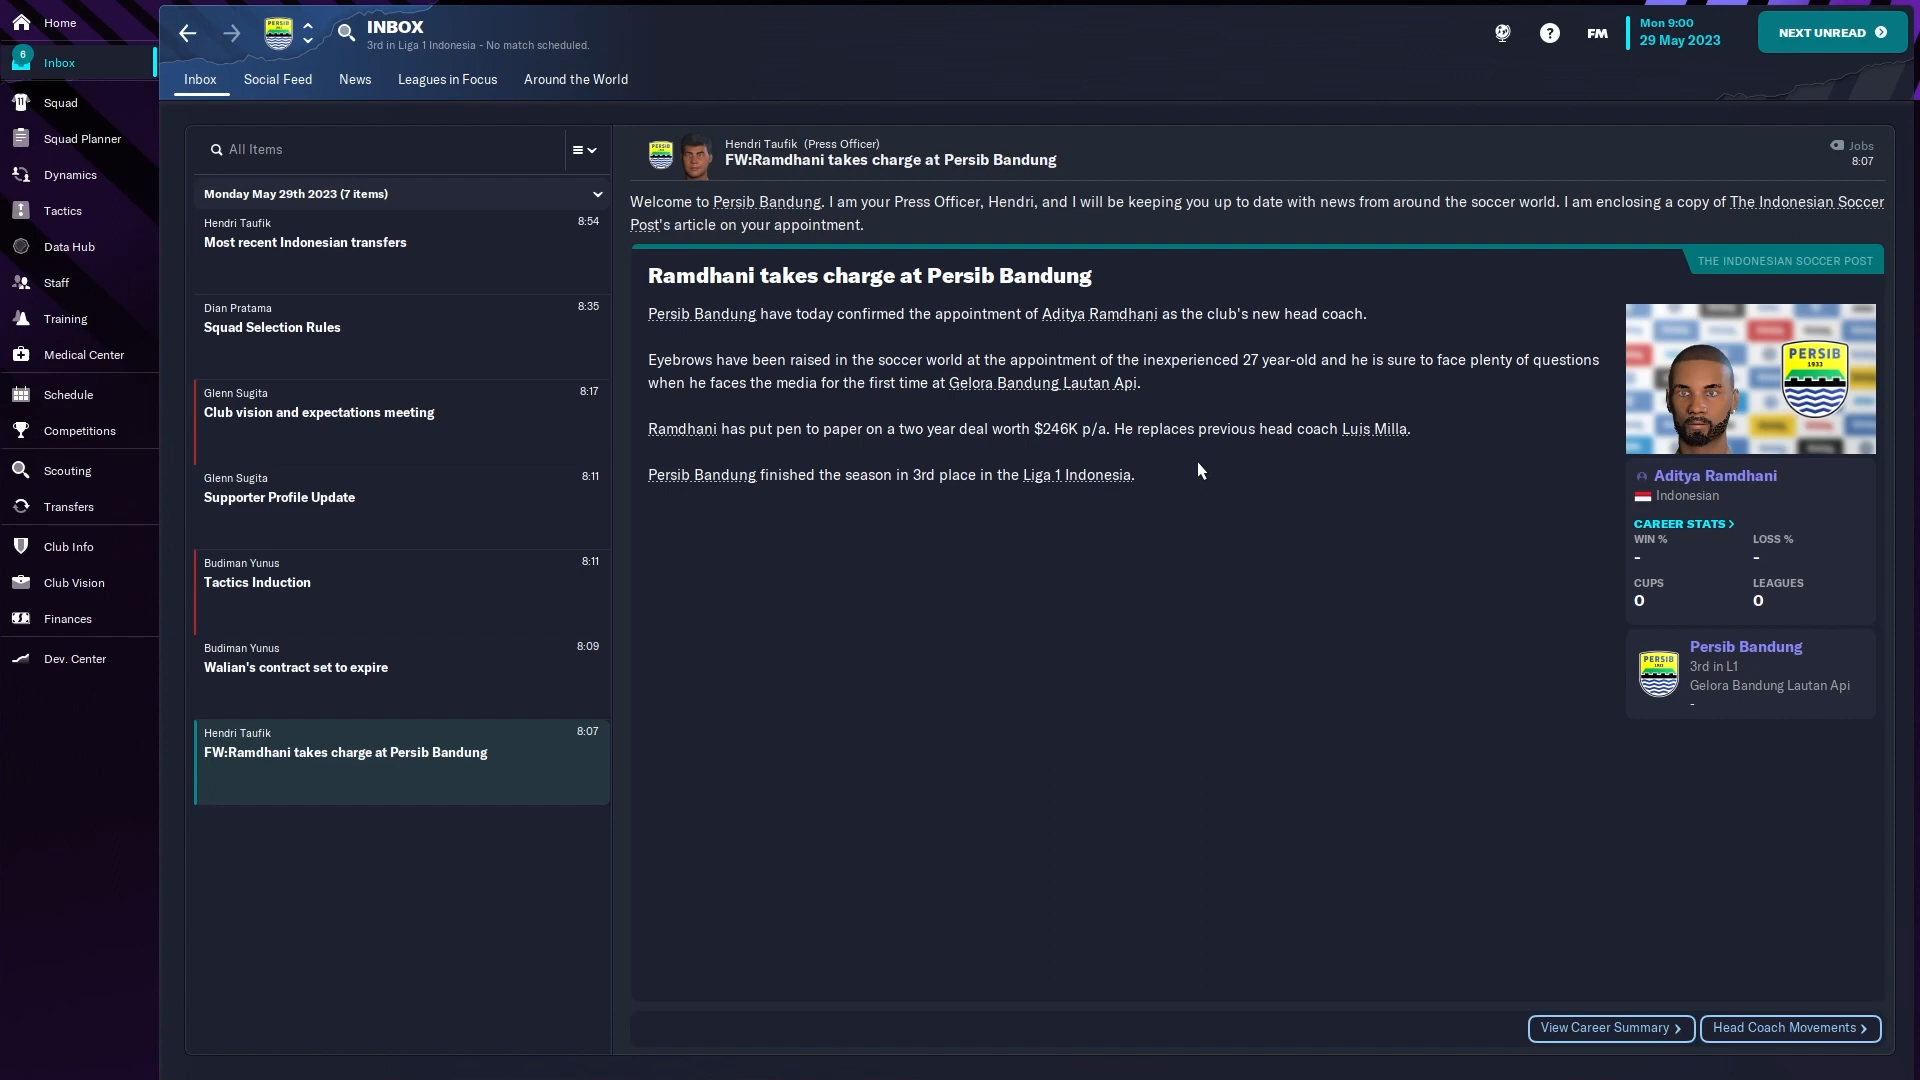 Home
6
Inbox
Squad
Squad Planner
Dynamics
Tactics
Data Hub
Staff
Training
Medical Center
Schedule
Competitions
Scouting
Transfers
Club Info
Club Vision
Finances
Dev. Center
PERSIB
INBOX
3rd in Liga 1 Indonesia - No match scheduled.
?
FM
Mon 9:00
29 May 2023
NEXT UNREAD
Inbox
Social Feed
News
Leagues in Focus
Around the World
All Items
Monday May 29th 2023 (7 items)
Hendri Taufik
8:54
Most recent Indonesian transfers
Dian Pratama
8:35
Squad Selection Rules
Glenn Sugita
8:17
Club vision and expectations meeting
Glenn Sugita
8:11
Supporter Profile Update
Budiman Yunus
8:11
Tactics Induction
Budiman Yunus
8:09
Walian's contract set to expire
Hendri Taufik
8:07
FW:Ramdhani takes charge at Persib Bandung
PERSIB
Hendri Taufik (Press Officer)
FW:Ramdhani takes charge at Persib Bandung
Jobs
8:07
Welcome to Persib Bandung. I am your Press Officer, Hendri, and I will be keeping you up to date with news from around the soccer world. I am enclosing a copy of The Indonesian Soccer
Post's article on your appointment.
THE INDONESIAN SOCCER POST
Ramdhani takes charge at Persib Bandung
Persib Bandung have today confirmed the appointment of Aditya Ramdhani as the club's new head coach.
Eyebrows have been raised in the soccer world at the appointment of the inexperienced 27 year-old and he is sure to face plenty of questions
when he faces the media for the first time at Gelora Bandung Lautan Api.
Ramdhani has put pen to paper on a two year deal worth $246K p/a. He replaces previous head coach Luis Milla.
Persib Bandung finished the season in 3rd place in the Liga 1 Indonesia.
PERSIB
1933
Aditya Ramdhani
Indonesian
CAREER STATS
WIN %
LOSS %
-
-
CUPS
LEAGUES
0
0
PERSIB
1933
Persib Bandung
3rd in L1
Gelora Bandung Lautan Api
-
View Career Summary
Head Coach Movements